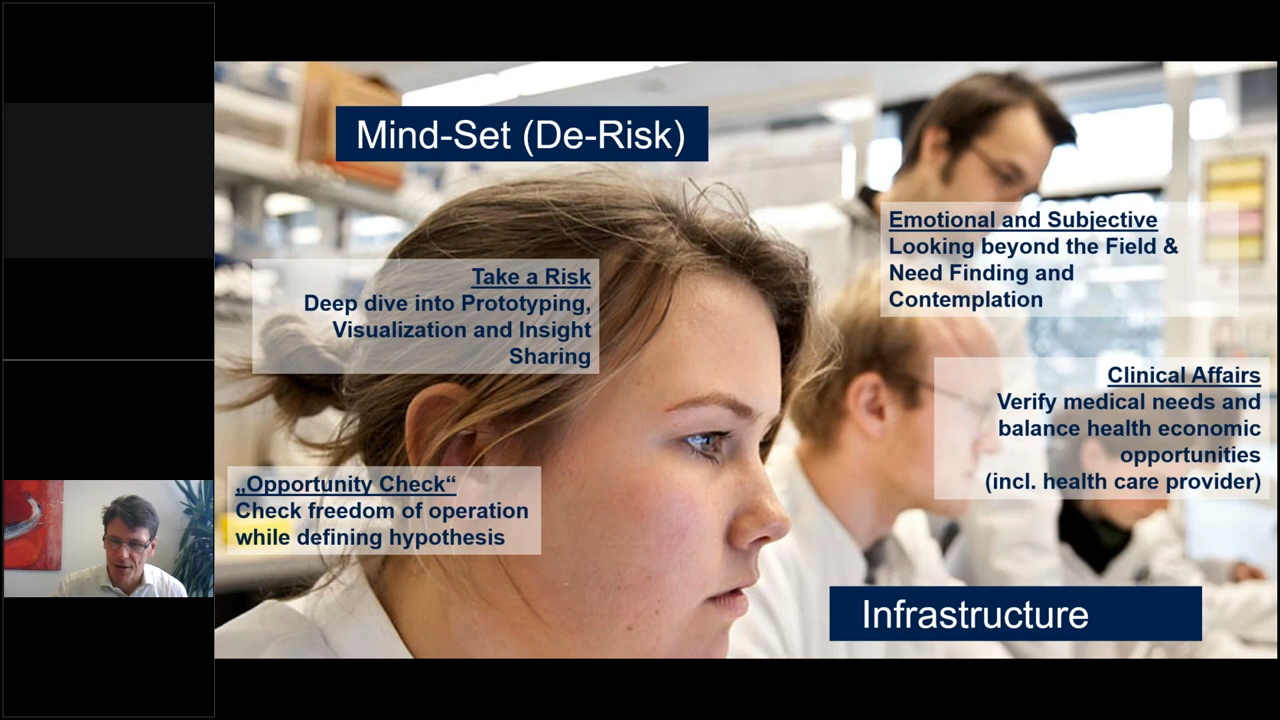 Mind-Set (De-Risk)
Emotional and Subjective
Looking beyond the Field &
Need Finding and
Contemplation
Take a Risk
Deep dive into Prototyping,
Visualization and Insight
Sharing
Clinical Affairs
Verify medical needs and
balance health economic
opportunities
(incl. health care provider)
„Opportunity Check“
Check freedom of operation
while defining hypothesis
Infrastructure